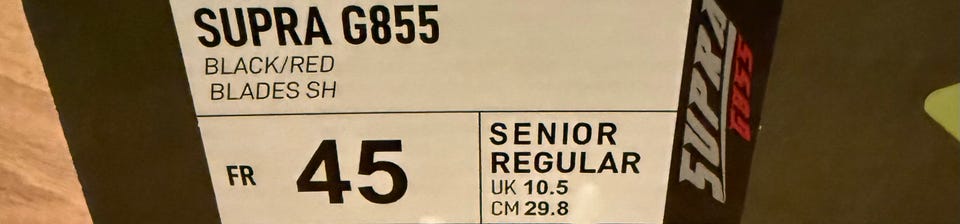 SUPRA G855
BLACK/RED
BLADES SH
FR 45
SENIOR
REGULAR
UK 10.5
CM 29.8
SUPRA
G855